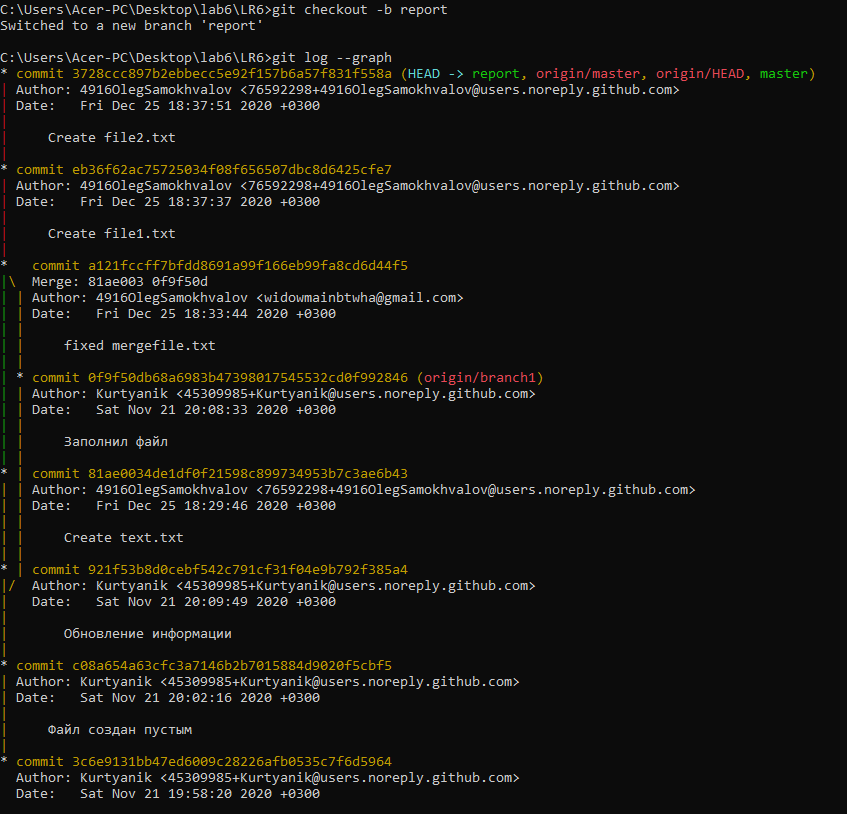 C:\Users\Acer-PC\Desktop\lab6\LR6>git checkout -b report
Switched to a new branch 'report'
C:\Users\Acer-PC\Desktop\lab6\LR6>git log --graph
* commit 3728ccc897b2ebbecc5e92f157b6a57f831f558a (HEAD -> report, origin/master, origin/HEAD, master)
| Author: 4916OlegSamokhvalov <76592298+4916OlegSamokhvalov@users.noreply.github.com>
| Date:   Fri Dec 25 18:37:51 2020 +0300
|
|     Create file2.txt
|
* commit eb36f62ac75725034f08f656507dbc8d6425cfe7
| Author: 4916OlegSamokhvalov <76592298+4916OlegSamokhvalov@users.noreply.github.com>
| Date:   Fri Dec 25 18:37:37 2020 +0300
|
|     Create file1.txt
|
*   commit a121fccff7bfdd8691a99f166eb99fa8cd6d44f5
|\  Merge: 81ae003 0f9f50d
| | Author: 4916OlegSamokhvalov <widowmainbtwha@gmail.com>
| | Date:   Fri Dec 25 18:33:44 2020 +0300
| |
| |     fixed mergefile.txt
| |
| * commit 0f9f50db68a6983b47398017545532cd0f992846 (origin/branch1)
| | Author: Kurtyanik <45309985+Kurtyanik@users.noreply.github.com>
| | Date:   Sat Nov 21 20:08:33 2020 +0300
| |
| |     Заполнил файл
| |
* | commit 81ae0034de1df0f21598c899734953b7c3ae6b43
| | Author: 4916OlegSamokhvalov <76592298+4916OlegSamokhvalov@users.noreply.github.com>
| | Date:   Fri Dec 25 18:29:46 2020 +0300
| |
| |     Create text.txt
| |
* | commit 921f53b8d0cebf542c791cf31f04e9b792f385a4
|/  Author: Kurtyanik <45309985+Kurtyanik@users.noreply.github.com>
|   Date:   Sat Nov 21 20:09:49 2020 +0300
|
|       Обновление информации
|
* commit c08a654a63cfc3a7146b2b7015884d9020f5cbf5
| Author: Kurtyanik <45309985+Kurtyanik@users.noreply.github.com>
| Date:   Sat Nov 21 20:02:16 2020 +0300
|
|     Файл создан пустым
|
* commit 3c6e9131bb47ed6009c28226afb0535c7f6d5964
  Author: Kurtyanik <45309985+Kurtyanik@users.noreply.github.com>
  Date:   Sat Nov 21 19:58:20 2020 +0300